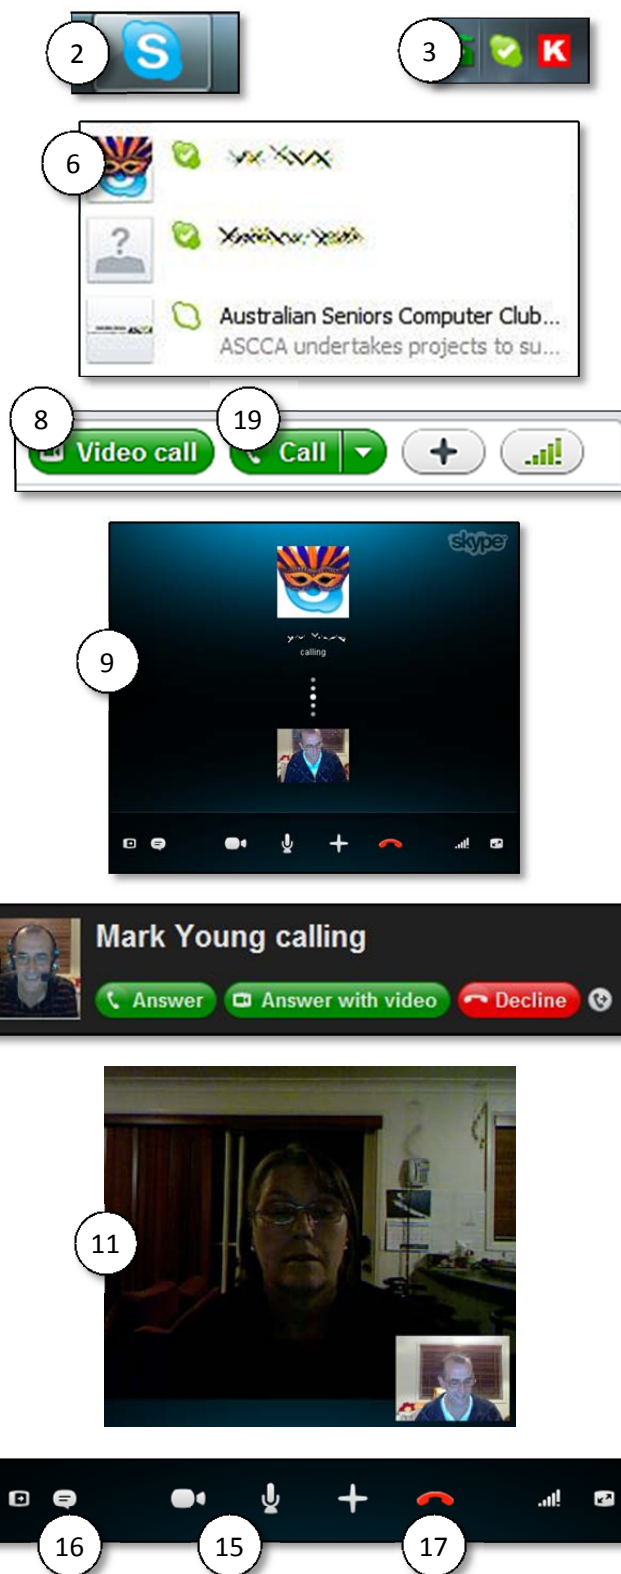 2
S
3
K
6
?
Australian Seniors Computer Club...
ASCCA undertakes projects to su...
8
19
Video call
Call
skype
9
calling
Mark Young calling
Answer
Answer with video
Decline
11
16
15
17